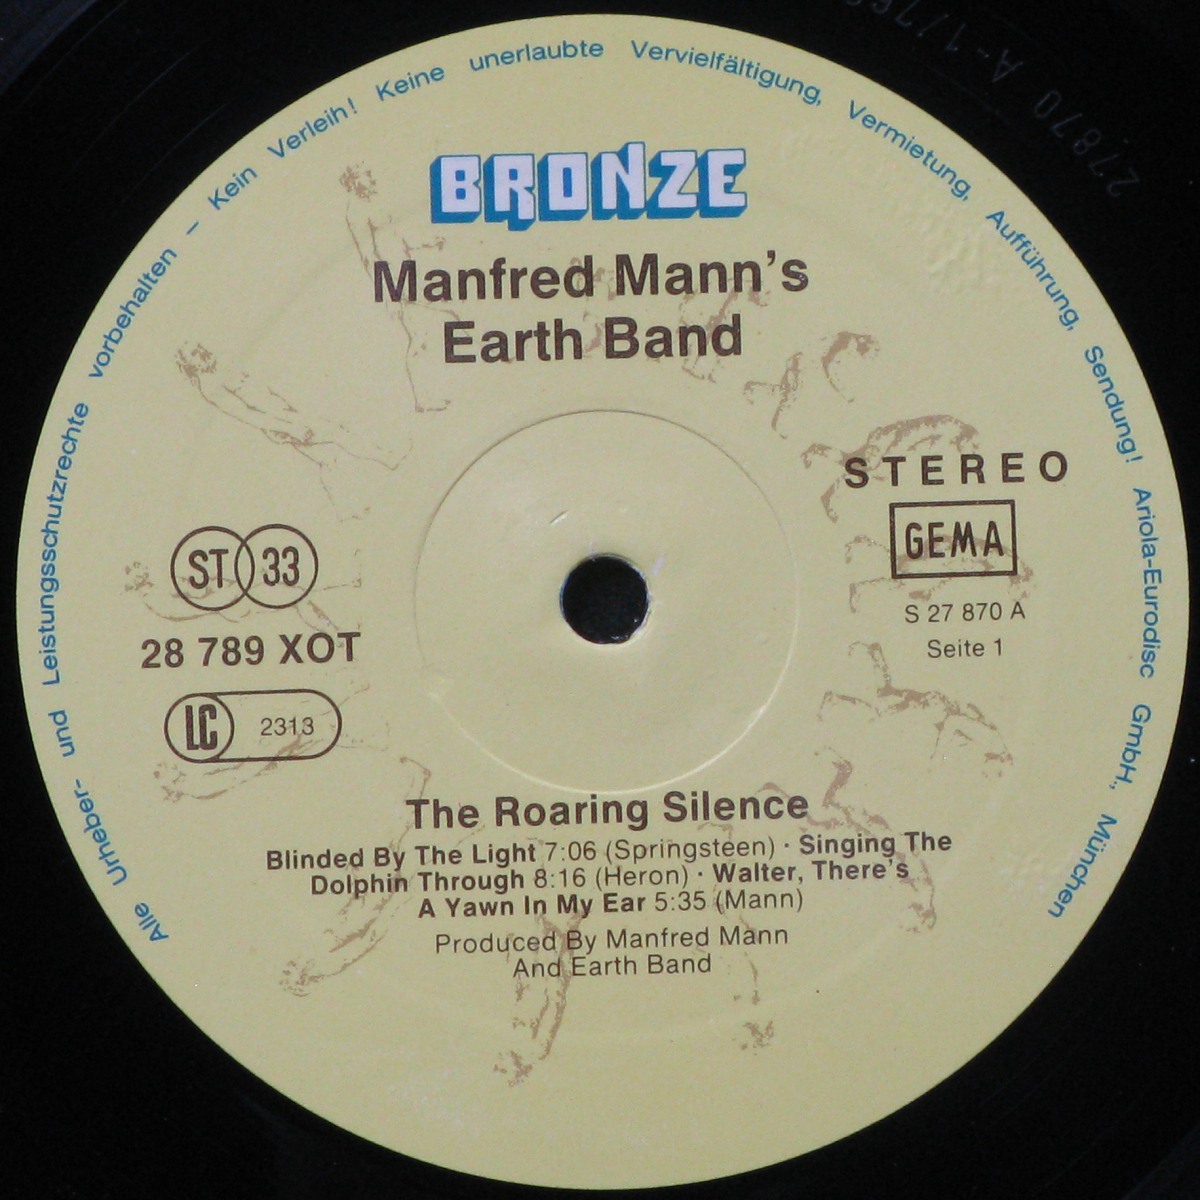 Alle Urheber- und Leistungsschutzrechte vorbehalten – Kein Verleih! Keine unerlaubte Vervielfältigung, Vermietung, Aufführung, Sendung! Ariola-Eurodisc GmbH., München
BRONZE
Manfred Mann's
Earth Band
STEREO
GEMA
S 27 870 A
Seite 1
ST 33
28 789 XOT
LC 2313
The Roaring Silence
Blinded By The Light 7:06 (Springsteen) · Singing The
Dolphin Through 8:16 (Heron) · Walter, There's
A Yawn In My Ear 5:35 (Mann)
Produced By Manfred Mann
And Earth Band
27870 A-1/76